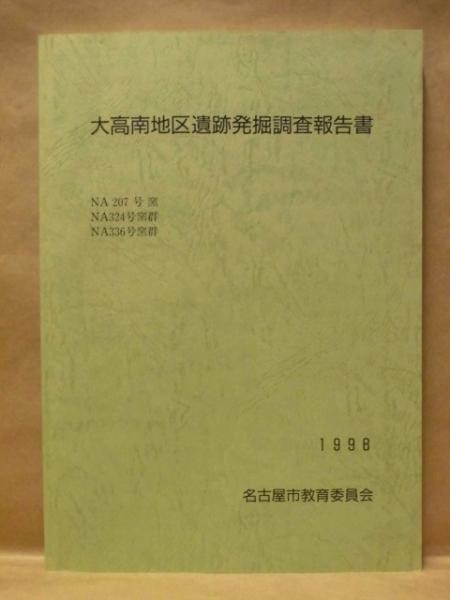 大高南地区遺跡発掘調査報告書
NA 207 号 窯
NA324号窯群
NA336号窯群
1998
名古屋市教育委員会